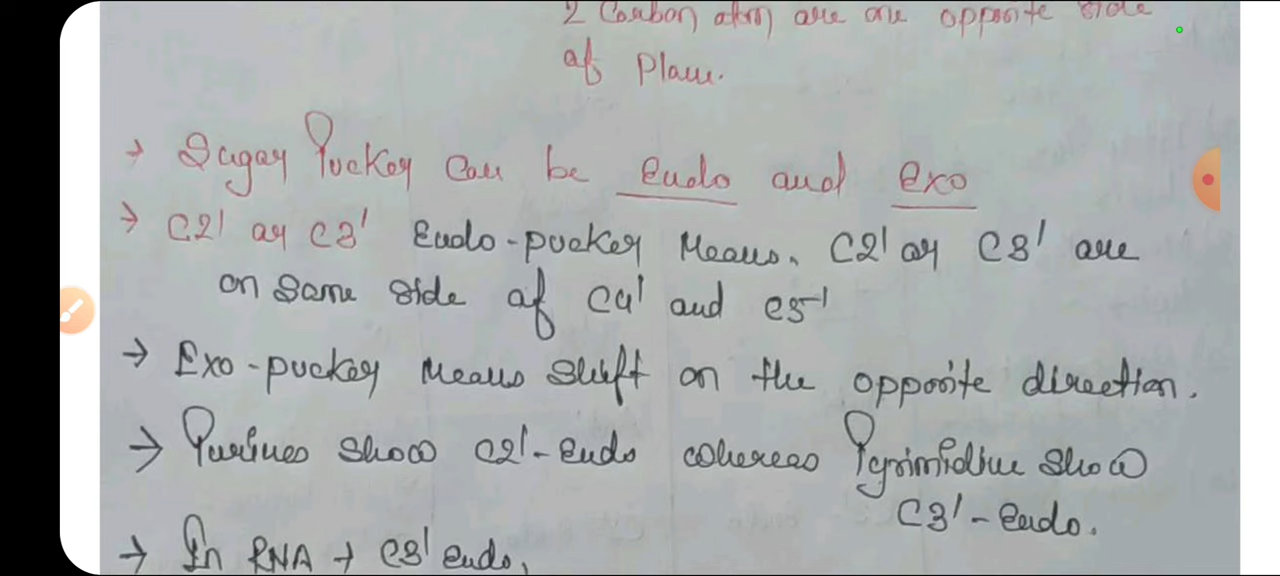 2 Carbon atom are one opposite side
of Plane.
→ Sugar Pucker can be endo and exo
→ C2' or C3' Endo-pucker Means. C2' or C3' are
on same side of C4' and C5-'
→ Exo-pucker Means Shift on the opposite direction.
→ Purines show C2'-endo whereas Pyrimidine show
C3'-endo.
→ In RNA → C3' endo,